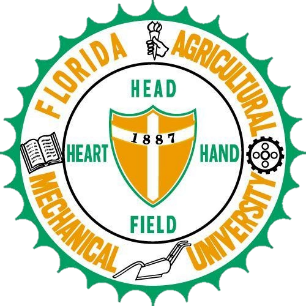 FLORIDA AGRICULTURAL
MECHANICAL UNIVERSITY
HEAD
1887
HEART HAND
FIELD